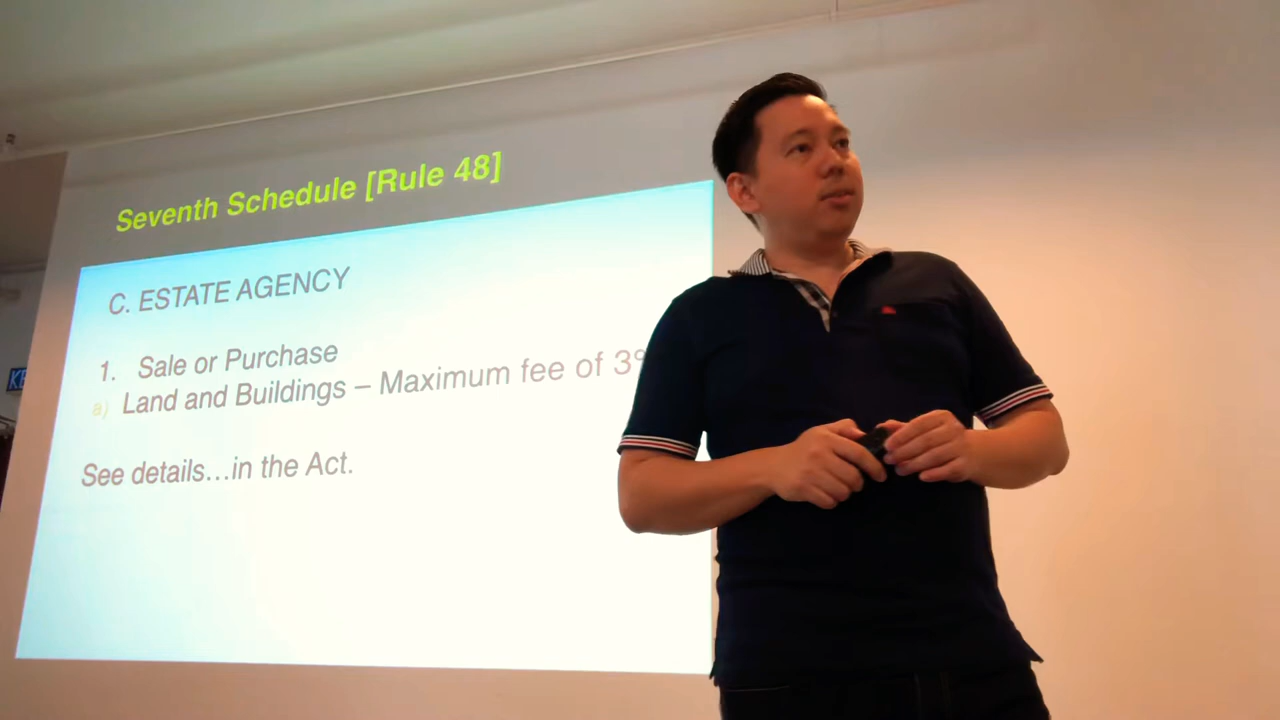 Seventh Schedule [Rule 48]
C. ESTATE AGENCY
1. Sale or Purchase
a) Land and Buildings – Maximum fee of 3
See details…in the Act.